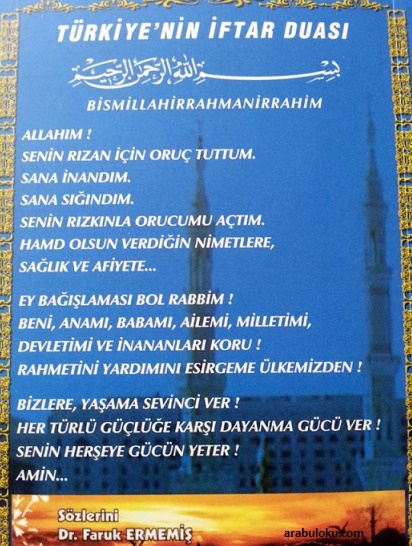 TÜRKİYE'NİN İFTAR DUASI
بسم الله الرحمن الرحيم
BİSMİLLAHİRRAHMANİRRAHİM
ALLAHIM !
SENİN RIZAN İÇİN ORUÇ TUTTUM.
SANA İNANDIM.
SANA SIĞINDIM.
SENİN RIZKINLA ORUCUMU AÇTIM.
HAMD OLSUN VERDİĞİN NİMETLERE,
SAĞLIK VE AFİYETE...
EY BAĞIŞLAMASI BOL RABBİM !
BENİ, ANAMI, BABAMI, AİLEMİ, MİLLETİMİ,
DEVLETİMİ VE İNANANLARI KORU !
RAHMETİNİ YARDIMINI ESİRGEME ÜLKEMİZDEN !
BİZLERE, YAŞAMA SEVİNCİ VER !
HER TÜRLÜ GÜÇLÜĞE KARŞI DAYANMA GÜCÜ VER !
SENİN HERŞEYE GÜCÜN YETER !
AMİN...
Sözlerini
Dr. Faruk ERMEMİŞ
arabuloku.com